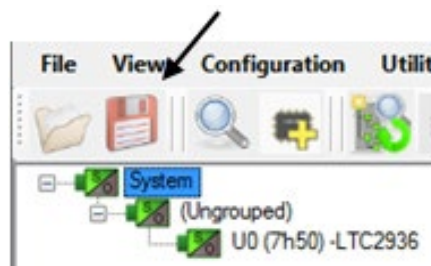 File View Configuration Utilit
System
(Ungrouped)
U0 (7h50) -LTC2936